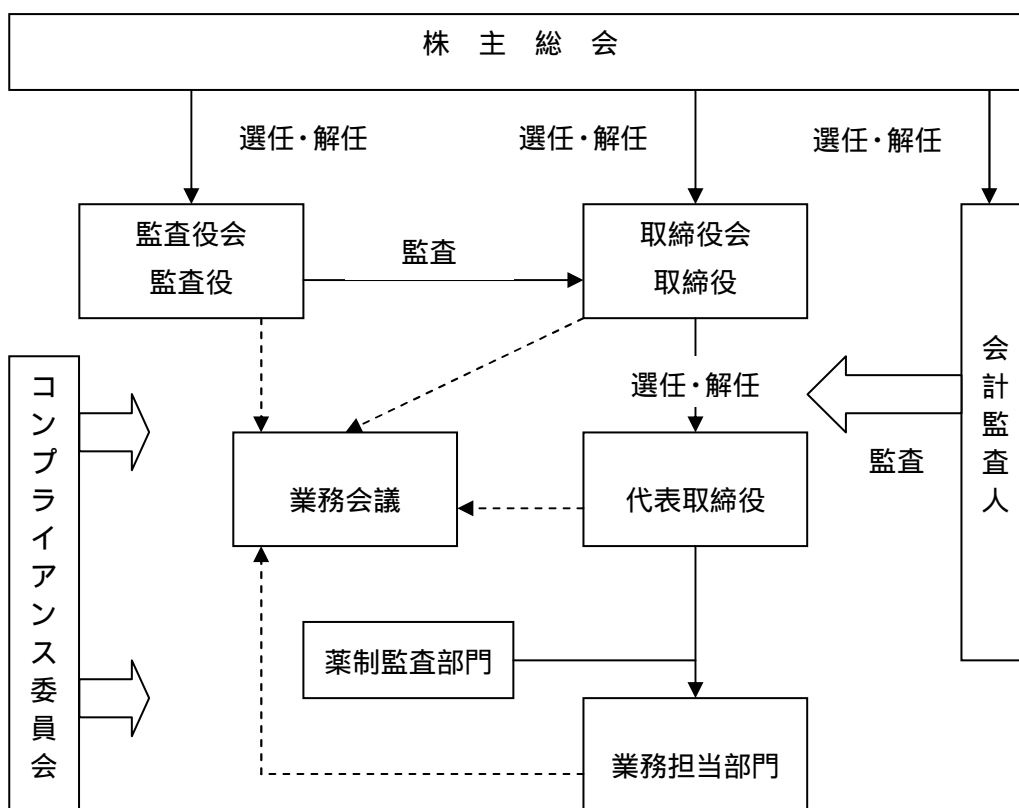 株主総会
選任・解任
選任・解任
選任・解任
監査役会
監査役
監査
取締役会
取締役
会計監査人
コンプライアンス委員会
選任・解任
監査
業務会議
代表取締役
薬制監査部門
業務担当部門